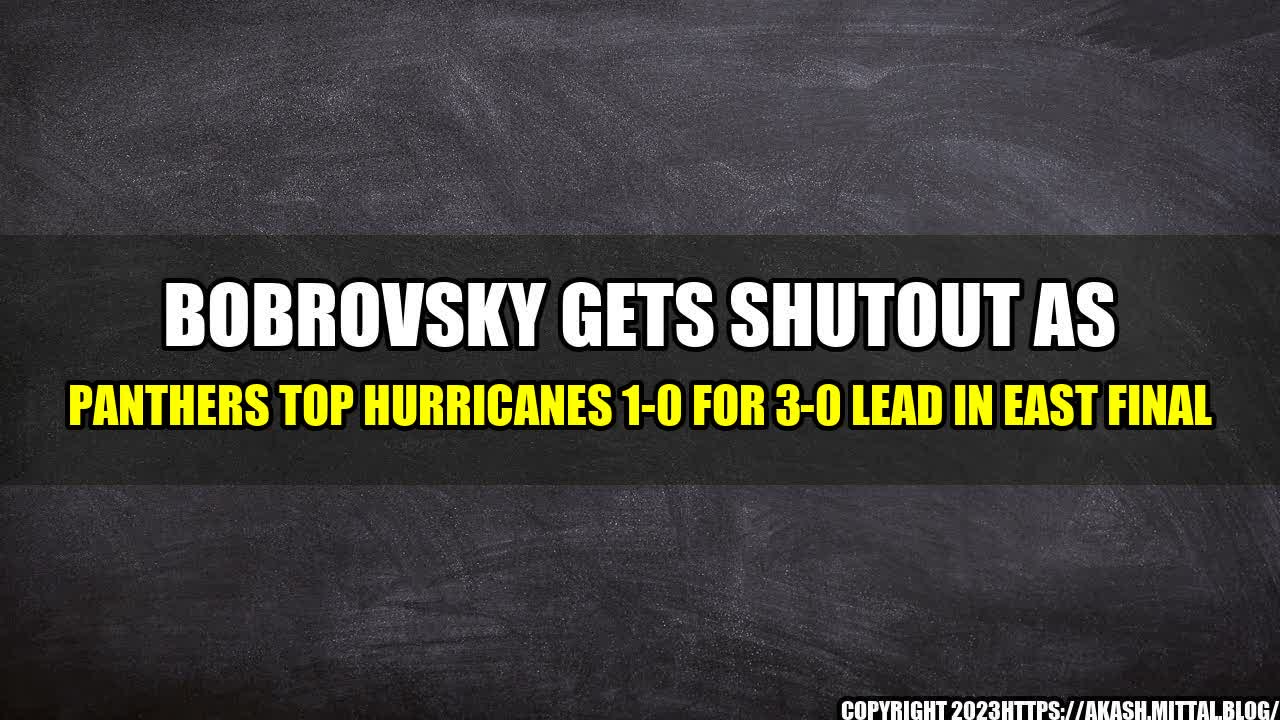 BOBROVSKY GETS SHUTOUT AS
PANTHERS TOP HURRICANES 1-0 FOR 3-0 LEAD IN EAST FINAL
COPYRIGHT 2023HTTPS://AKASH.MITTAL.BLOG/